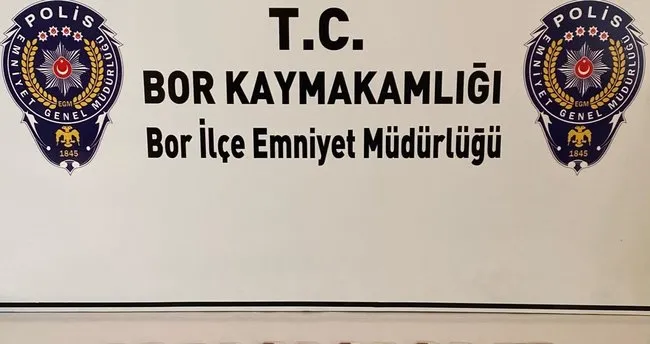 T.C.
BOR KAYMAKAMLIĞI
Bor İlçe Emniyet Müdürlüğü
POLİS
EMNİYET GENEL MÜDÜRLÜĞÜ
EGM
1845
POLİS
EMNİYET GENEL MÜDÜRLÜĞÜ
EGM
1845